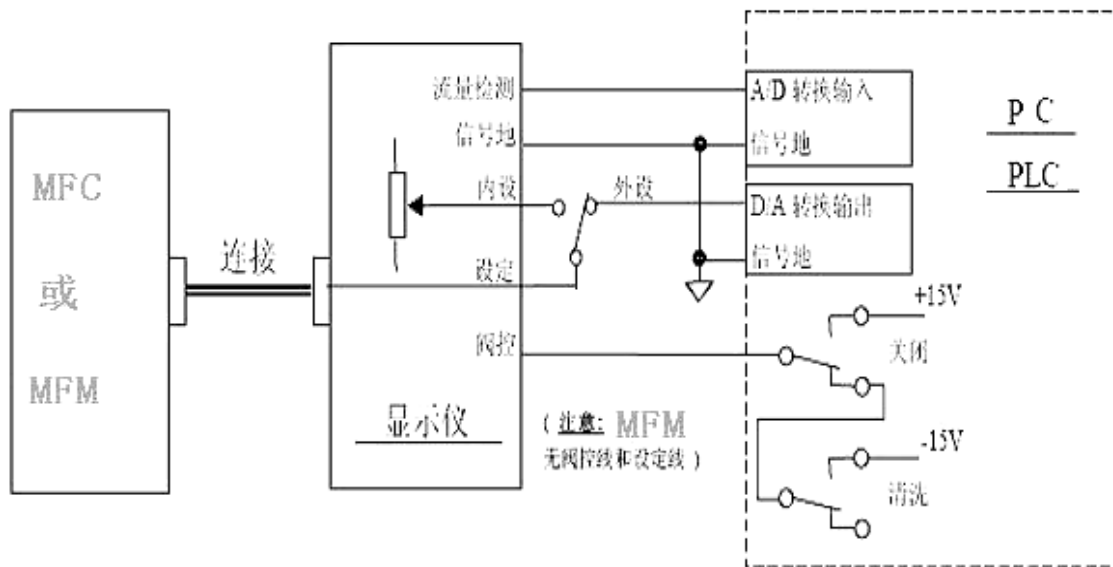 MFC
或
MFM
连接
流量检测
信号地
内设
设定
阀控
显示仪
外设
(注意: MFM
无阀控线和设定线)
A/D 转换输入
信号地
D/A 转换输出
信号地
PC
PLC
+15V
关闭
-15V
清洗